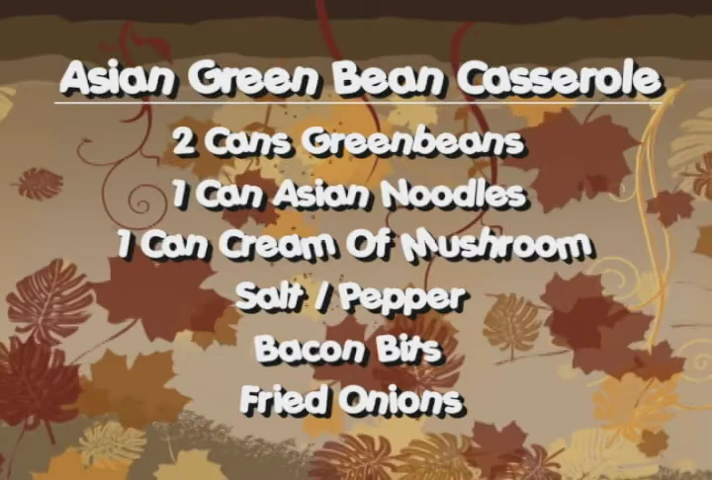 Asian Green Bean Casserole
2 Cans Greenbeans
1 Can Asian Noodles
1 Can Cream Of Mushroom
Salt / Pepper
Bacon Bits
Fried Onions